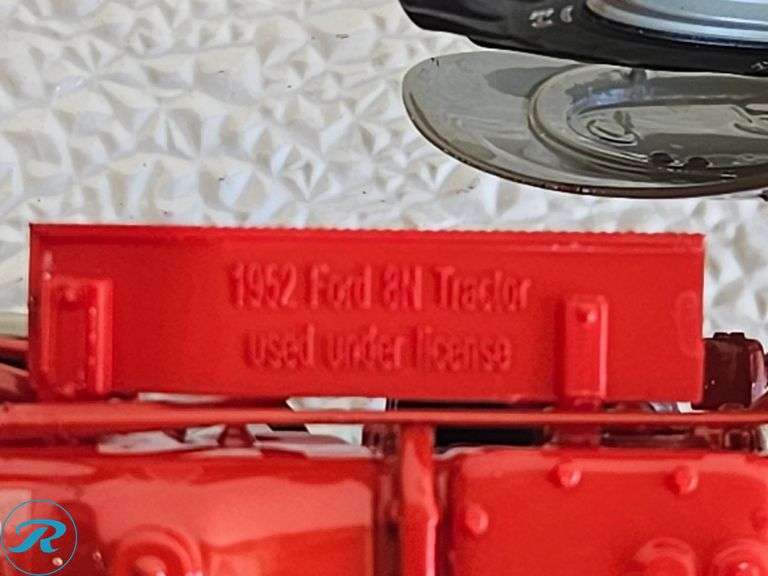 1952 Ford 8N Tractor
used under license
R